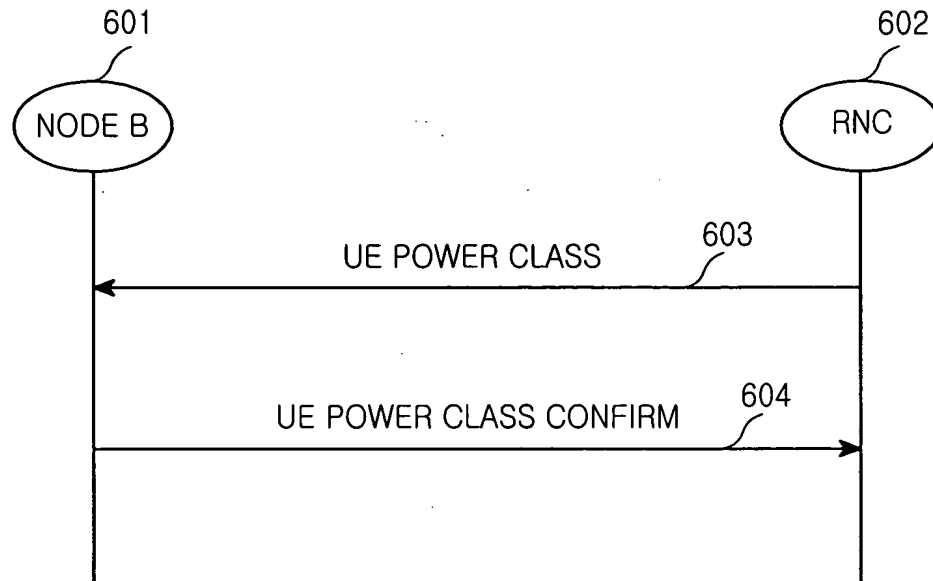 601
602
NODE B
RNC
603
UE POWER CLASS
604
UE POWER CLASS CONFIRM